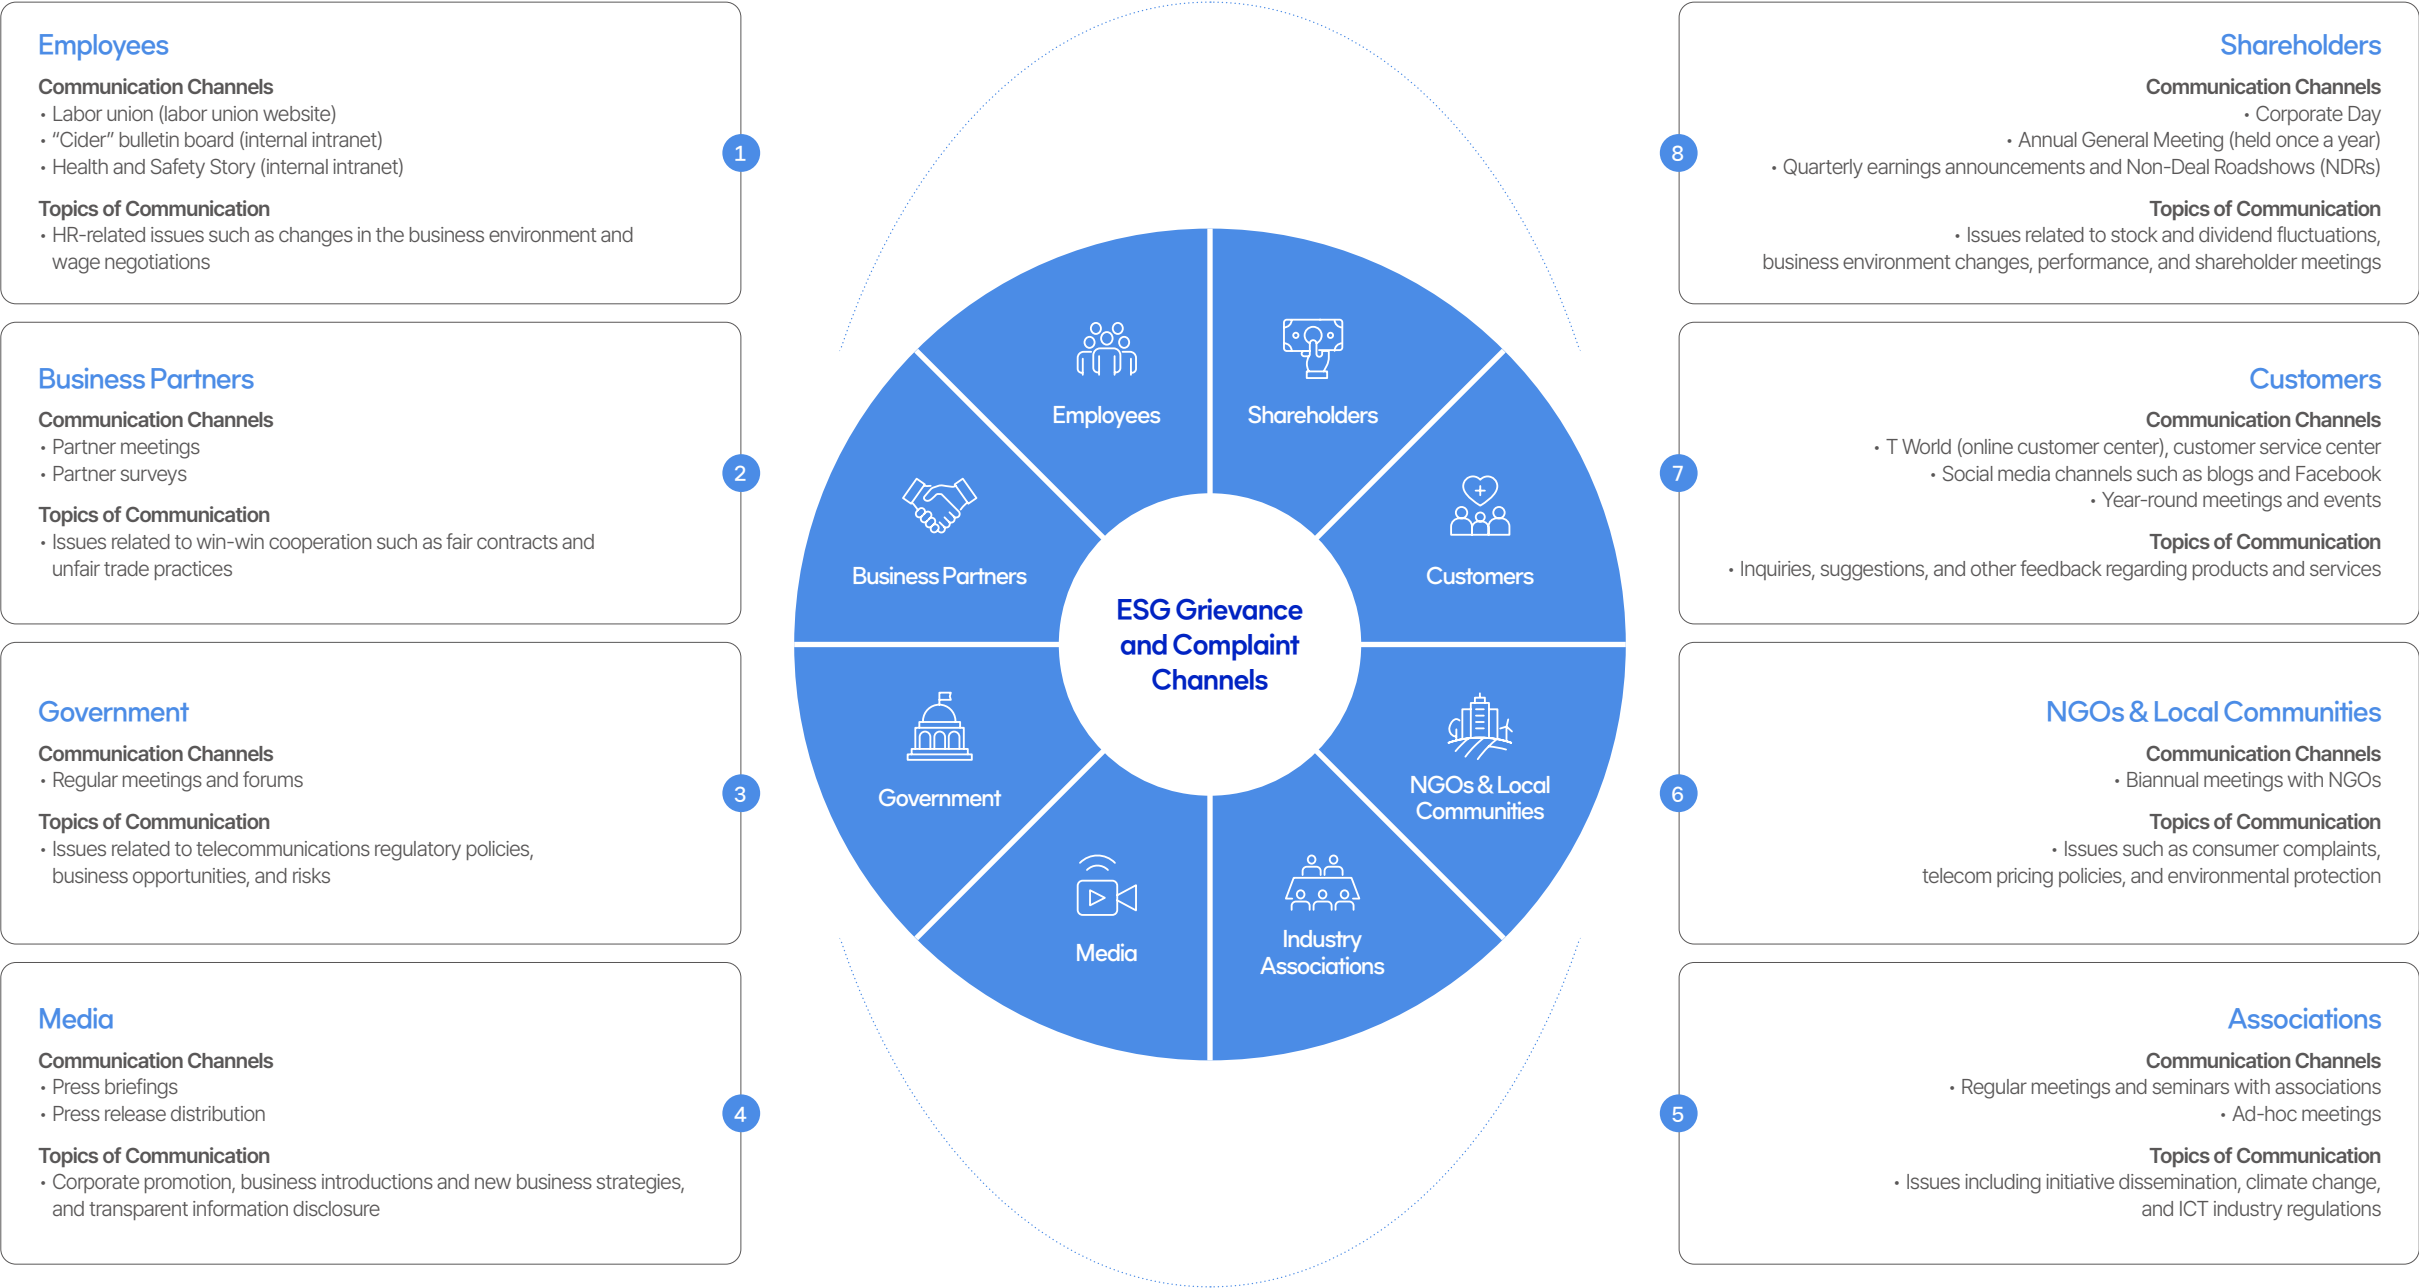 Employees
Communication Channels
• Labor union (labor union website)
• “Cider” bulletin board (internal intranet)
• Health and Safety Story (internal intranet)
Topics of Communication
• HR-related issues such as changes in the business environment and
wage negotiations
1
Business Partners
Communication Channels
• Partner meetings
• Partner surveys
Topics of Communication
• Issues related to win-win cooperation such as fair contracts and
unfair trade practices
2
Government
Communication Channels
• Regular meetings and forums
Topics of Communication
• Issues related to telecommunications regulatory policies,
business opportunities, and risks
3
Media
Communication Channels
• Press briefings
• Press release distribution
Topics of Communication
• Corporate promotion, business introductions and new business strategies,
and transparent information disclosure
4
Employees
Shareholders
Business Partners
Customers
ESG Grievance
and Complaint
Channels
Government
NGOs & Local
Communities
Media
Industry
Associations
Shareholders
Communication Channels
• Corporate Day
• Annual General Meeting (held once a year)
• Quarterly earnings announcements and Non-Deal Roadshows (NDRs)
Topics of Communication
• Issues related to stock and dividend fluctuations,
business environment changes, performance, and shareholder meetings
8
Customers
Communication Channels
• T World (online customer center), customer service center
• Social media channels such as blogs and Facebook
• Year-round meetings and events
Topics of Communication
• Inquiries, suggestions, and other feedback regarding products and services
7
NGOs & Local Communities
Communication Channels
• Biannual meetings with NGOs
Topics of Communication
• Issues such as consumer complaints,
telecom pricing policies, and environmental protection
6
Associations
Communication Channels
• Regular meetings and seminars with associations
• Ad-hoc meetings
Topics of Communication
• Issues including initiative dissemination, climate change,
and ICT industry regulations
5